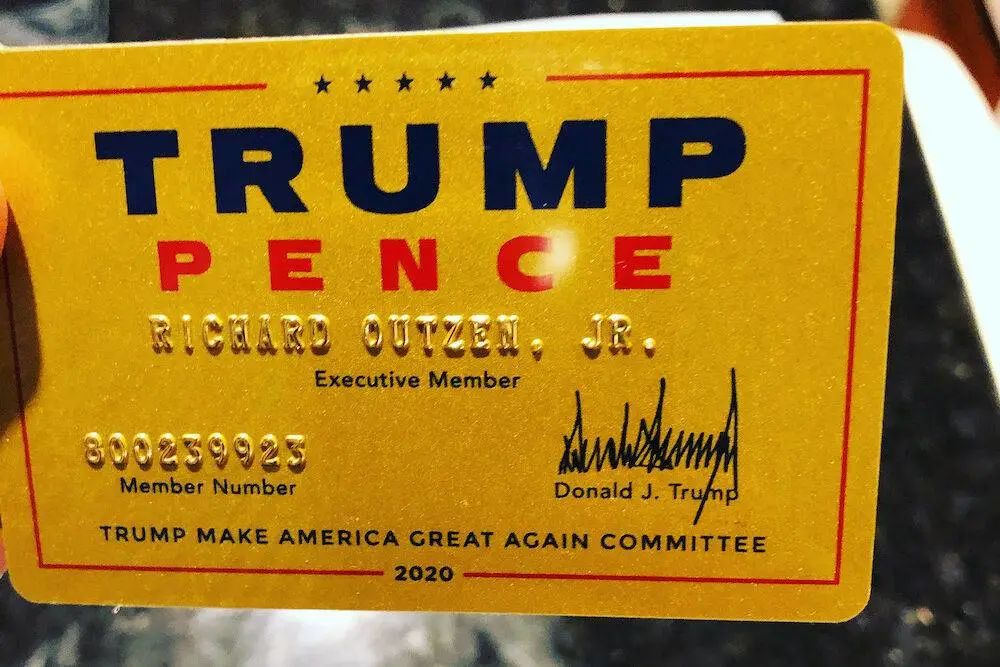 TRUMP
PENCE
RICHARD OUTZEN, JR.
Executive Member
800239923
Member Number
Donald J. Trump
TRUMP MAKE AMERICA GREAT AGAIN COMMITTEE
2020